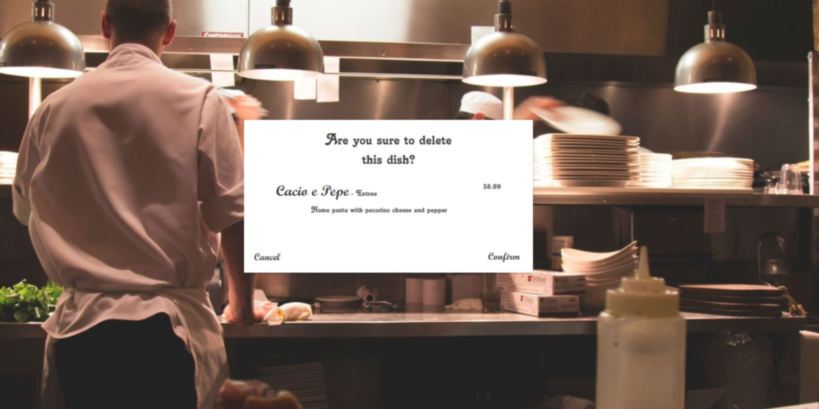 Are you sure to delete
this dish?
Cacio e Pepe - Entree
$8.99
Home pasta with pecorino cheese and pepper
Cancel
Confirm